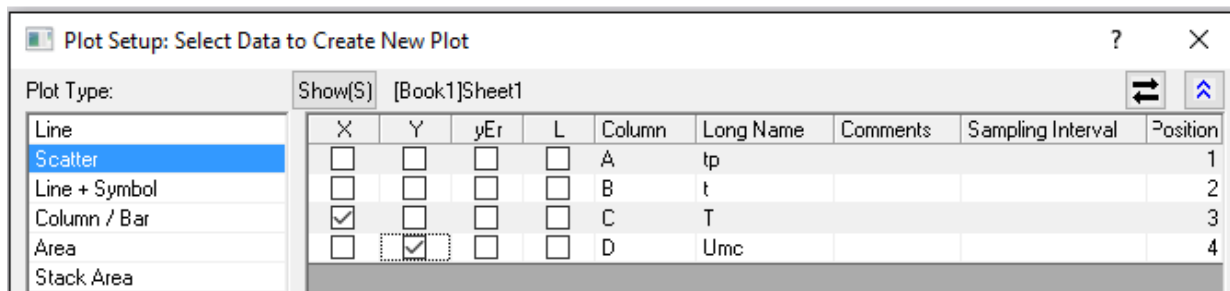 Plot Setup: Select Data to Create New Plot ?
Plot Type: Show(S) [Book1]Sheet1
Line X Y yEr L Column Long Name Comments Sampling Interval Position
Scatter A tp 1
Line + Symbol B t 2
Column / Bar C T 3
Area D Umc 4
Stack Area